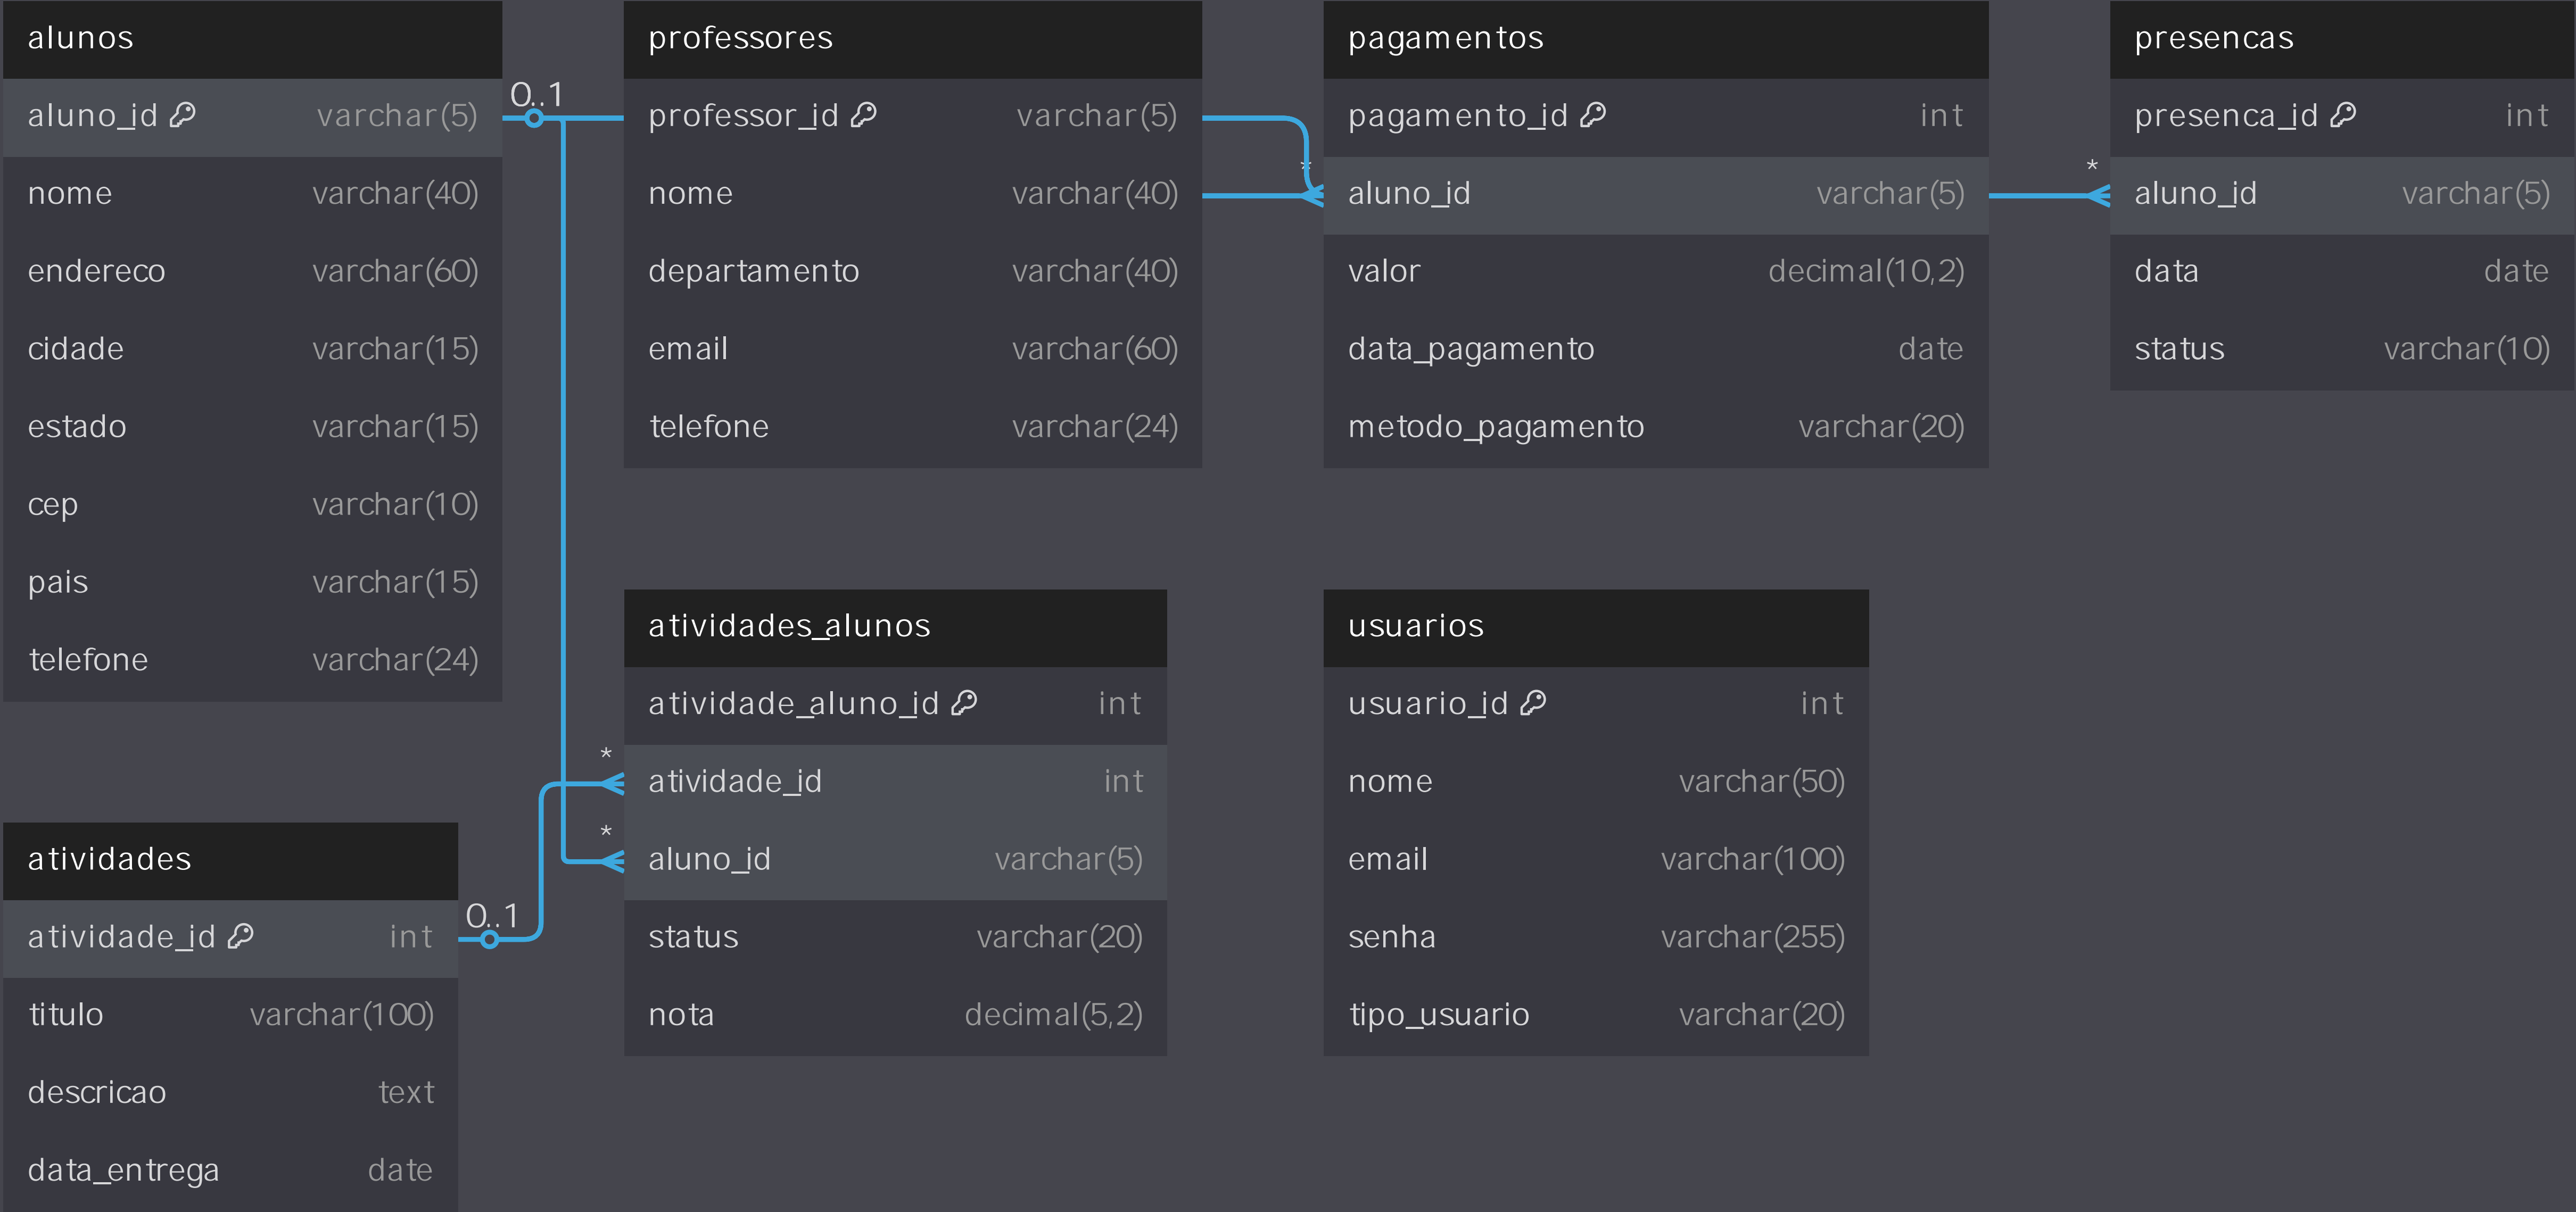 alunos
aluno_id varchar(5)
nome varchar(40)
endereco varchar(60)
cidade varchar(15)
estado varchar(15)
cep varchar(10)
pais varchar(15)
telefone varchar(24)
0..1
professores
professor_id varchar(5)
nome varchar(40)
departamento varchar(40)
email varchar(60)
telefone varchar(24)
*
pagamentos
pagamento_id int
aluno_id varchar(5)
valor decimal(10,2)
data_pagamento date
metodo_pagamento varchar(20)
*
presencas
presenca_id int
aluno_id varchar(5)
data date
status varchar(10)
atividades
atividade_id int
titulo varchar(100)
descricao text
data_entrega date
0..1
*
*
atividades_alunos
atividade_aluno_id int
atividade_id int
aluno_id varchar(5)
status varchar(20)
nota decimal(5,2)
usuarios
usuario_id int
nome varchar(50)
email varchar(100)
senha varchar(255)
tipo_usuario varchar(20)